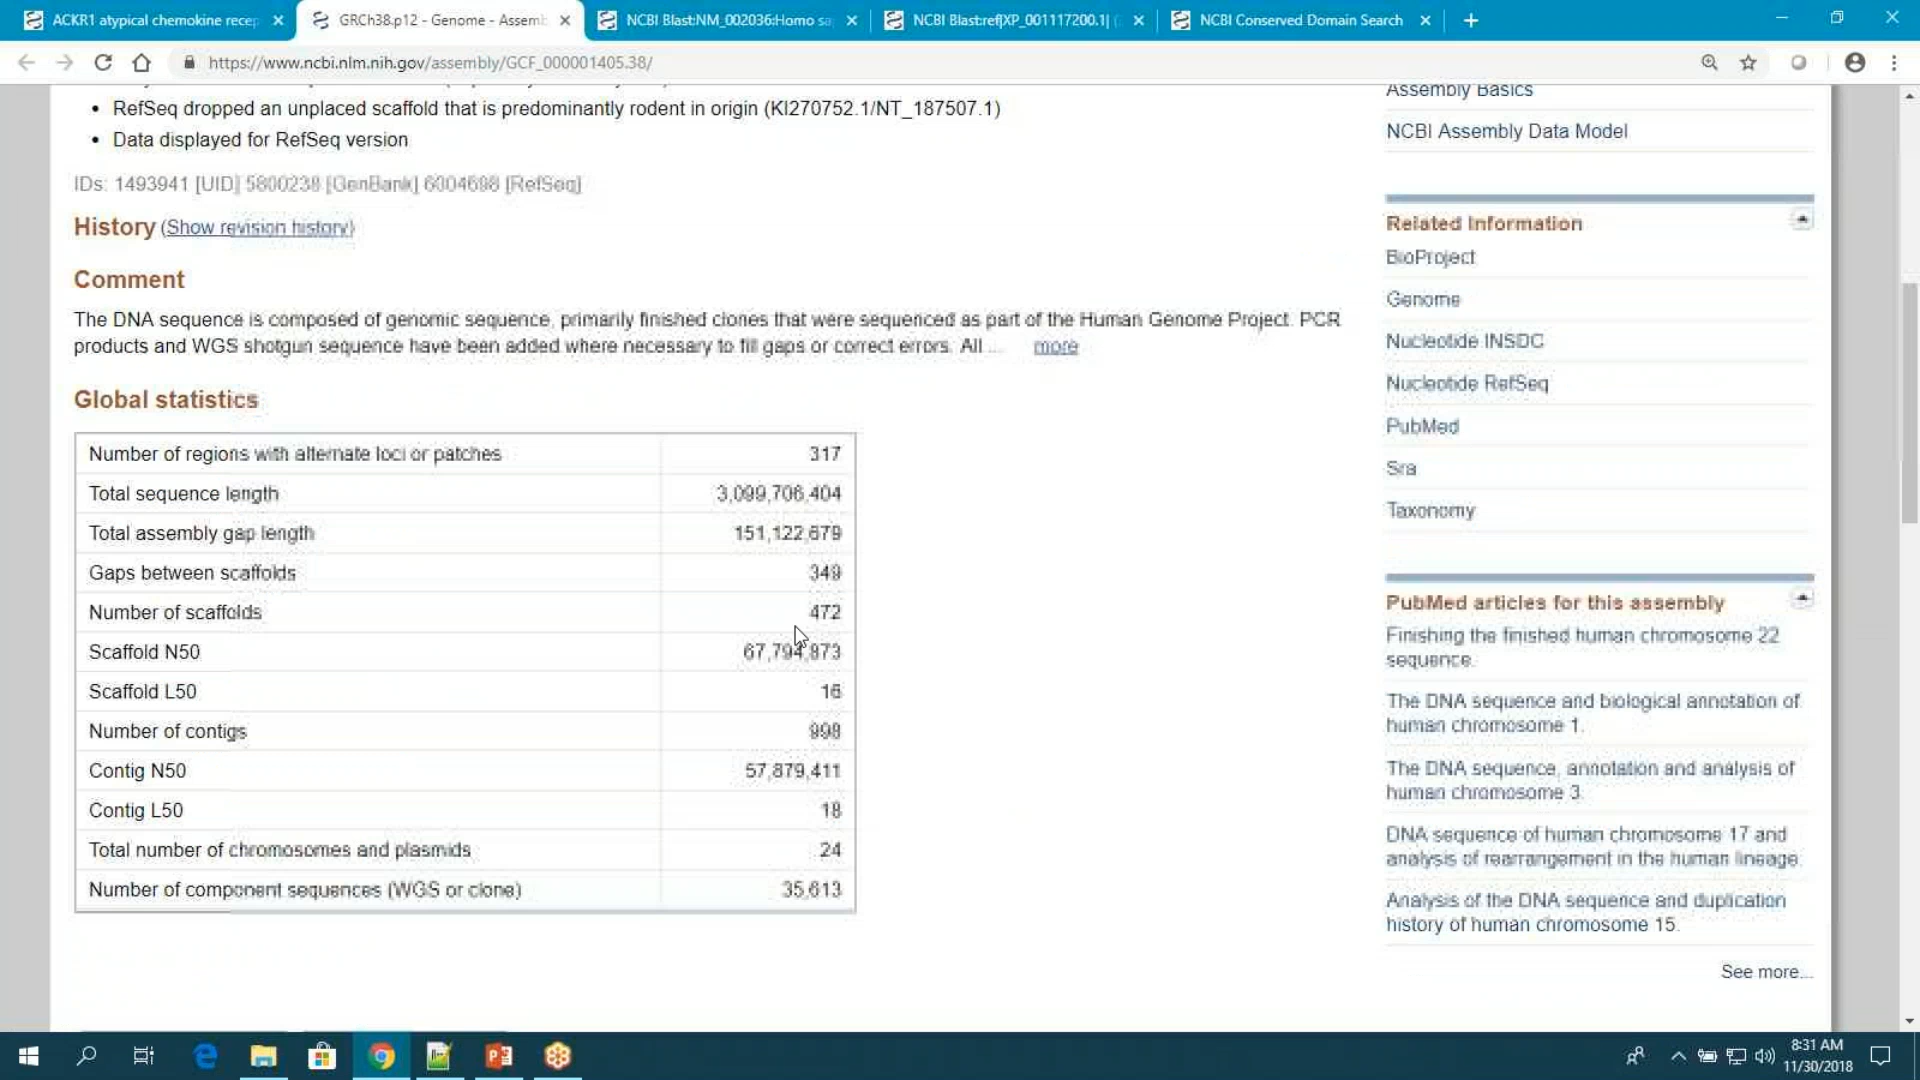 ACKR1 atypical chemokine recep
GRCh38.p12 - Genome - Assemb
NCBI Blast:NM_002036:Homo sa
NCBI Blast:ref|XP_001117200.1|
NCBI Conserved Domain Search
https://www.ncbi.nlm.nih.gov/assembly/GCF_000001405.38/
• RefSeq dropped an unplaced scaffold that is predominantly rodent in origin (KI270752.1/NT_187507.1)
• Data displayed for RefSeq version
IDs: 1493941 [UID] 5800238 [GenBank] 6004698 [RefSeq]
History (Show revision history)
Comment
The DNA sequence is composed of genomic sequence, primarily finished clones that were sequenced as part of the Human Genome Project. PCR
products and WGS shotgun sequence have been added where necessary to fill gaps or correct errors. All ... more
Global statistics
Number of regions with alternate loci or patches 317
Total sequence length 3,099,706,404
Total assembly gap length 151,122,679
Gaps between scaffolds 349
Number of scaffolds 472
Scaffold N50 67,794,873
Scaffold L50 16
Number of contigs 998
Contig N50 57,879,411
Contig L50 18
Total number of chromosomes and plasmids 24
Number of component sequences (WGS or clone) 35,613
Assembly Basics
NCBI Assembly Data Model
Related Information
BioProject
Genome
Nucleotide INSDC
Nucleotide RefSeq
PubMed
Sra
Taxonomy
PubMed articles for this assembly
Finishing the finished human chromosome 22
sequence.
The DNA sequence and biological annotation of
human chromosome 1.
The DNA sequence, annotation and analysis of
human chromosome 3.
DNA sequence of human chromosome 17 and
analysis of rearrangement in the human lineage.
Analysis of the DNA sequence and duplication
history of human chromosome 15.
See more...
8:31 AM
11/30/2018